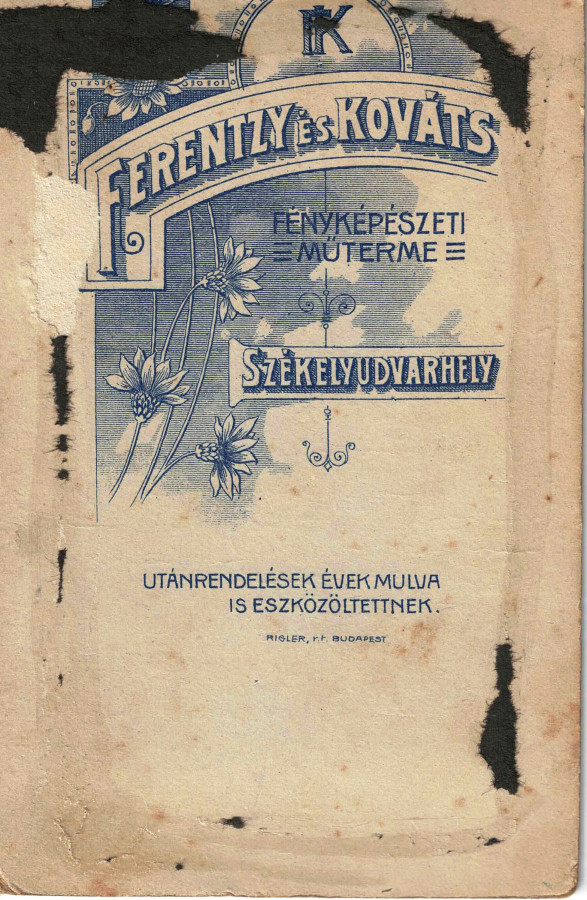 FK
FERENTZY ÉS KOVÁTS
FÉNYKÉPÉSZETI
MŰTERME
SZÉKELYUDVARHELY
UTÁNRENDELÉSEK ÉVEK MULVA
IS ESZKÖZÖLTETTNEK.
RIGLER, r.t. BUDAPEST